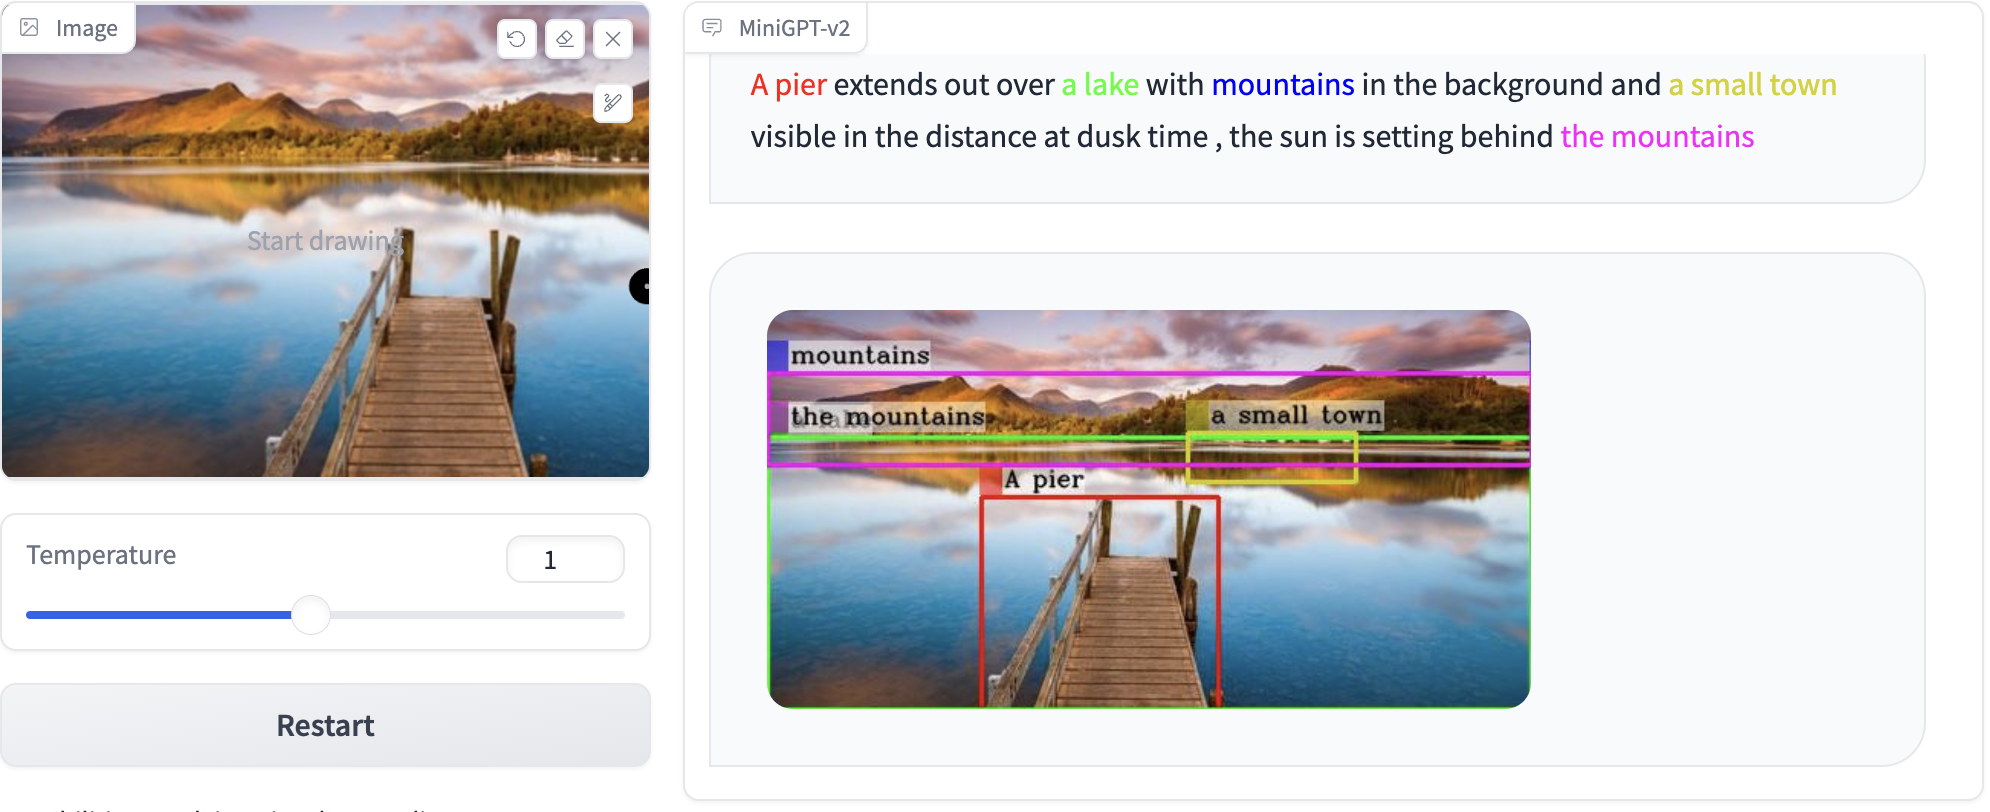 Image
MiniGPT-v2
A pier extends out over a lake with mountains in the background and a small town
visible in the distance at dusk time , the sun is setting behind the mountains
Start drawing
mountains
the mountains
a small town
A pier
Temperature
1
Restart